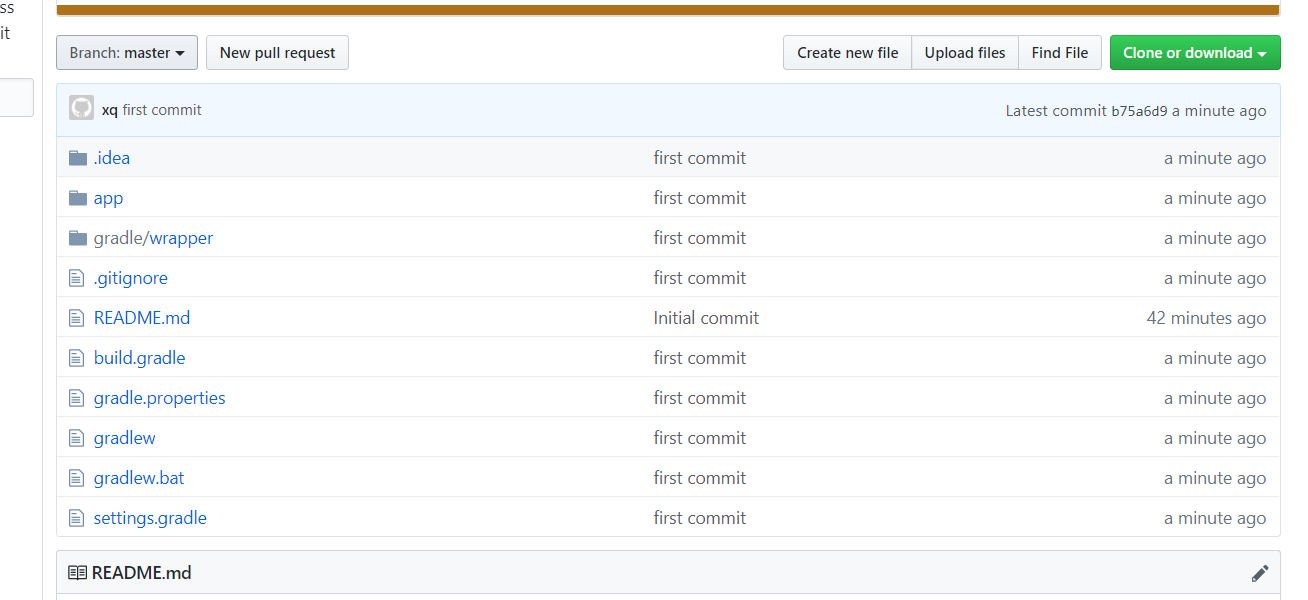 ss
it
Branch: master
New pull request
Create new file
Upload files
Find File
Clone or download
xq first commit
Latest commit b75a6d9 a minute ago
.idea first commit a minute ago
app first commit a minute ago
gradle/wrapper first commit a minute ago
.gitignore first commit a minute ago
README.md Initial commit 42 minutes ago
build.gradle first commit a minute ago
gradle.properties first commit a minute ago
gradlew first commit a minute ago
gradlew.bat first commit a minute ago
settings.gradle first commit a minute ago
README.md